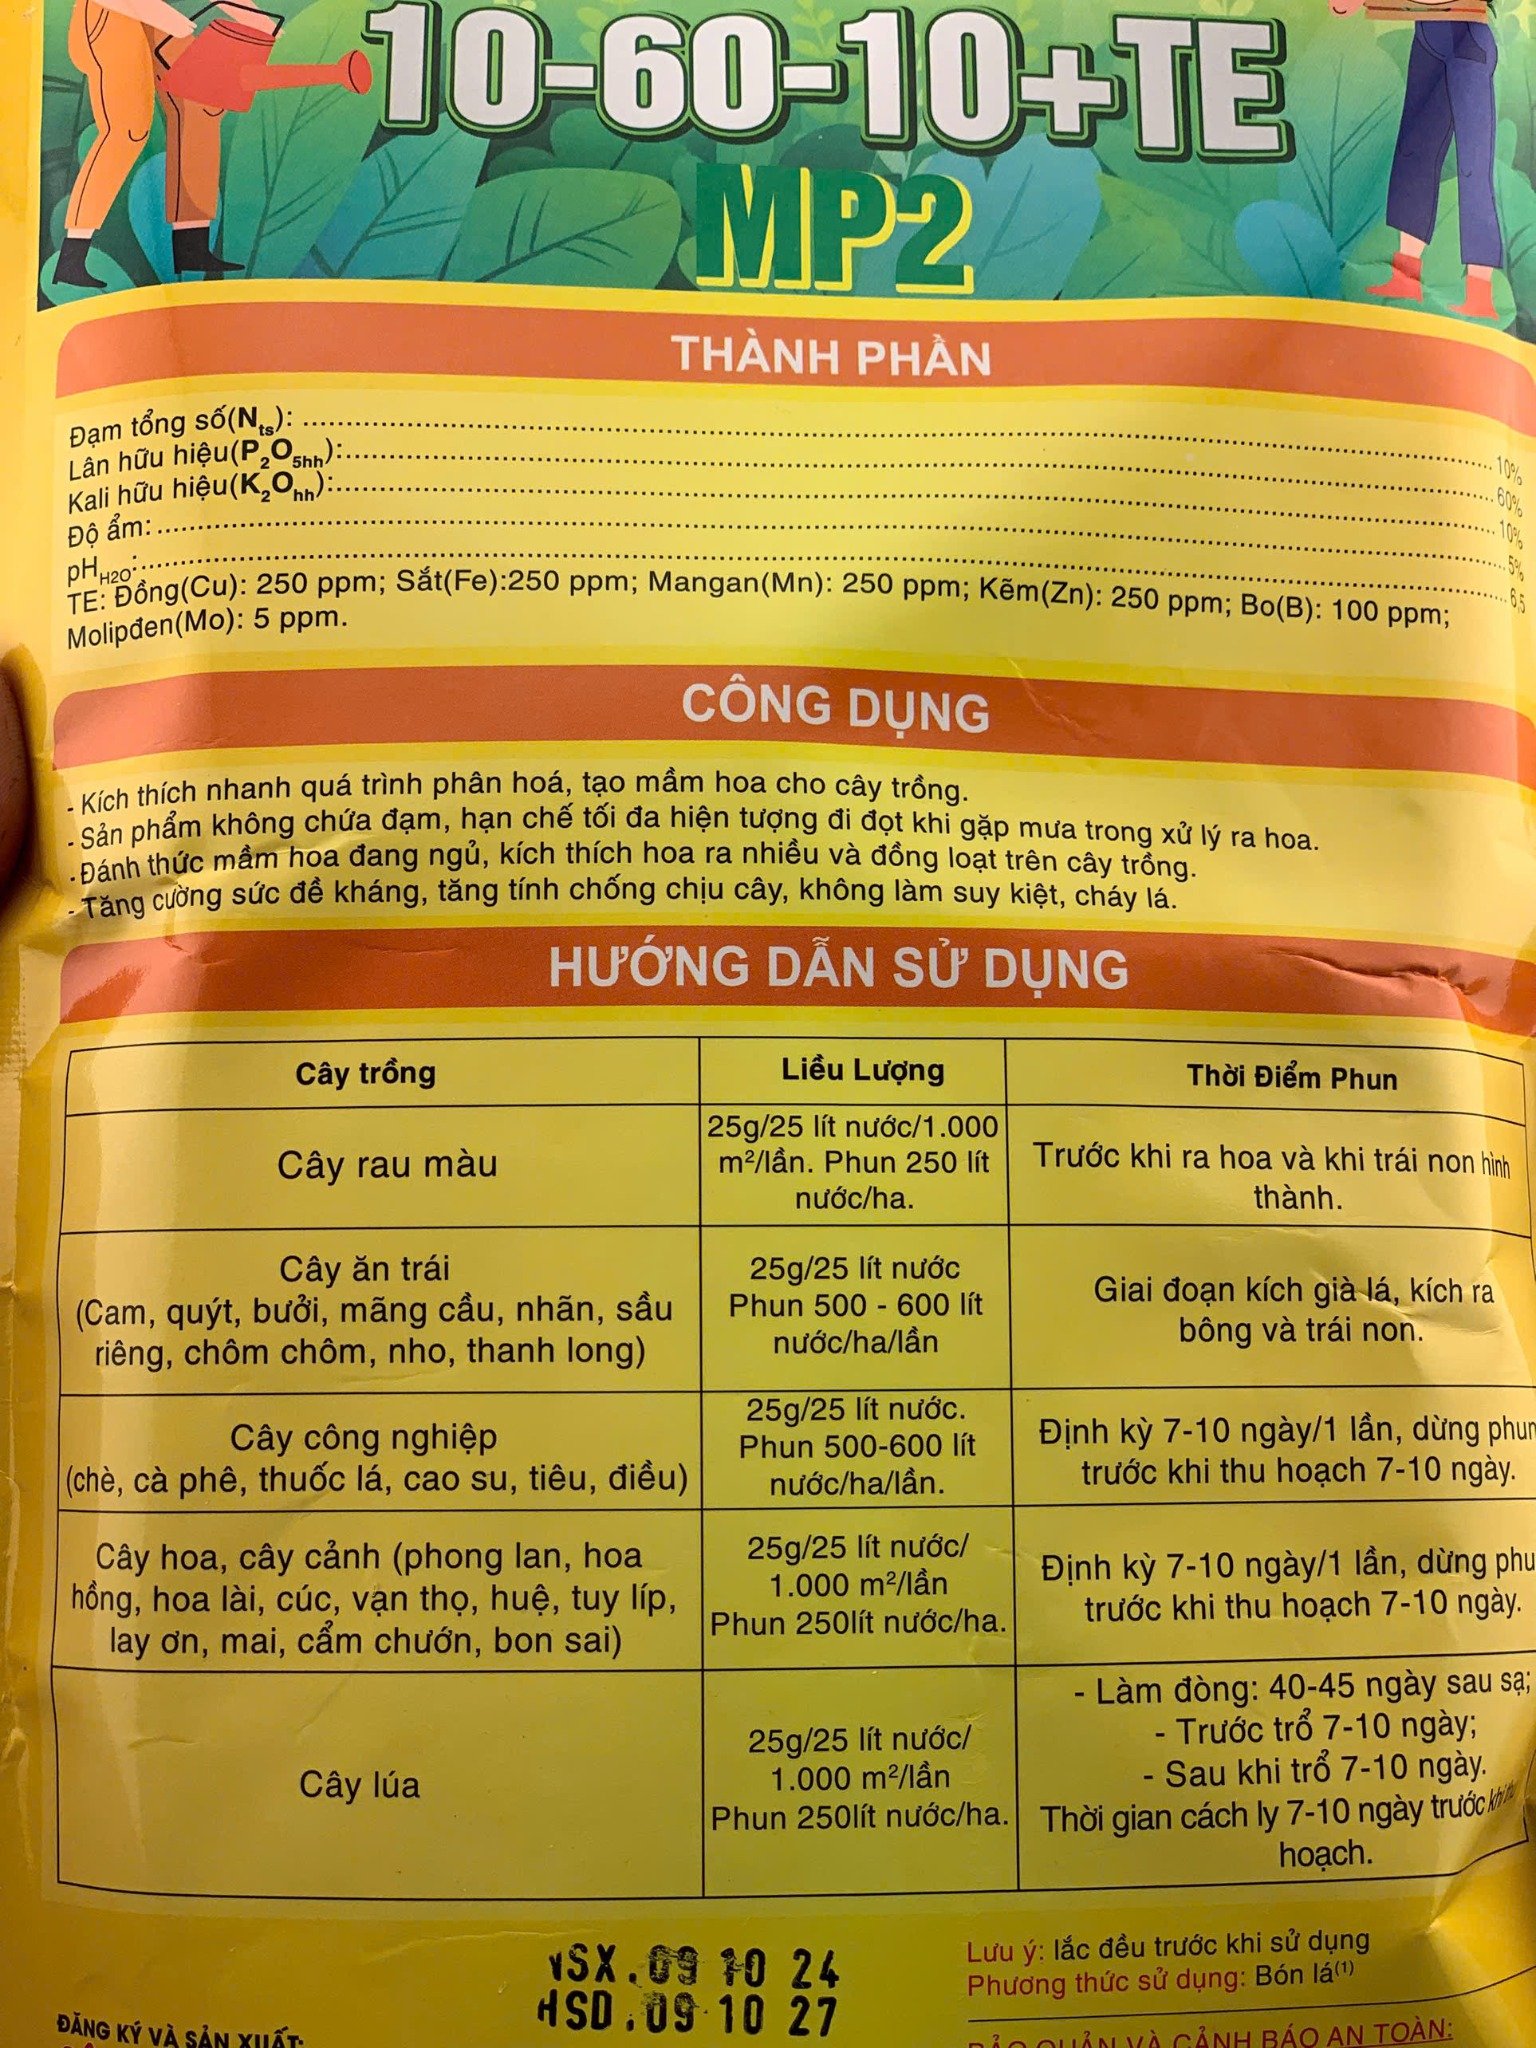 10-60-10+TE
MP2
THÀNH PHẦN
Đạm tổng số(Nts): 10%
Lân hữu hiệu(P2O5hh): 60%
Kali hữu hiệu(K2Ohh): 10%
Độ ẩm: 5%
pHH2O: 6,5
TE: Đồng(Cu): 250 ppm; Sắt(Fe):250 ppm; Mangan(Mn): 250 ppm; Kẽm(Zn): 250 ppm; Bo(B): 100 ppm;
Molipđen(Mo): 5 ppm.
CÔNG DỤNG
- Kích thích nhanh quá trình phân hoá, tạo mầm hoa cho cây trồng.
- Sản phẩm không chứa đạm, hạn chế tối đa hiện tượng đi đọt khi gặp mưa trong xử lý ra hoa.
- Đánh thức mầm hoa đang ngủ, kích thích hoa ra nhiều và đồng loạt trên cây trồng.
- Tăng cường sức đề kháng, tăng tính chống chịu cây, không làm suy kiệt, cháy lá.
HƯỚNG DẪN SỬ DỤNG
Cây trồng
Liều Lượng
Thời Điểm Phun
Cây rau màu
25g/25 lít nước/1.000
m²/lần. Phun 250 lít
nước/ha.
Trước khi ra hoa và khi trái non hình
thành.
Cây ăn trái
(Cam, quýt, bưởi, mãng cầu, nhãn, sầu
riêng, chôm chôm, nho, thanh long)
25g/25 lít nước
Phun 500 - 600 lít
nước/ha/lần
Giai đoạn kích già lá, kích ra
bông và trái non.
Cây công nghiệp
(chè, cà phê, thuốc lá, cao su, tiêu, điều)
25g/25 lít nước.
Phun 500-600 lít
nước/ha/lần.
Định kỳ 7-10 ngày/1 lần, dừng phun
trước khi thu hoạch 7-10 ngày.
Cây hoa, cây cảnh (phong lan, hoa
hồng, hoa lài, cúc, vạn thọ, huệ, tuy líp,
lay ơn, mai, cẩm chướn, bon sai)
25g/25 lít nước/
1.000 m²/lần
Phun 250lít nước/ha.
Định kỳ 7-10 ngày/1 lần, dừng phu
trước khi thu hoạch 7-10 ngày.
Cây lúa
25g/25 lít nước/
1.000 m²/lần
Phun 250lít nước/ha.
- Làm đòng: 40-45 ngày sau sạ;
- Trước trổ 7-10 ngày;
- Sau khi trổ 7-10 ngày.
Thời gian cách ly 7-10 ngày trước khi
hoạch.
NSX.09 10 24
HSD.09 10 27
Lưu ý: lắc đều trước khi sử dụng
Phương thức sử dụng: Bón lá(1)
ĐĂNG KÝ VÀ SẢN XUẤT:
BẢO QUẢN VÀ CẢNH BÁO AN TOÀN: